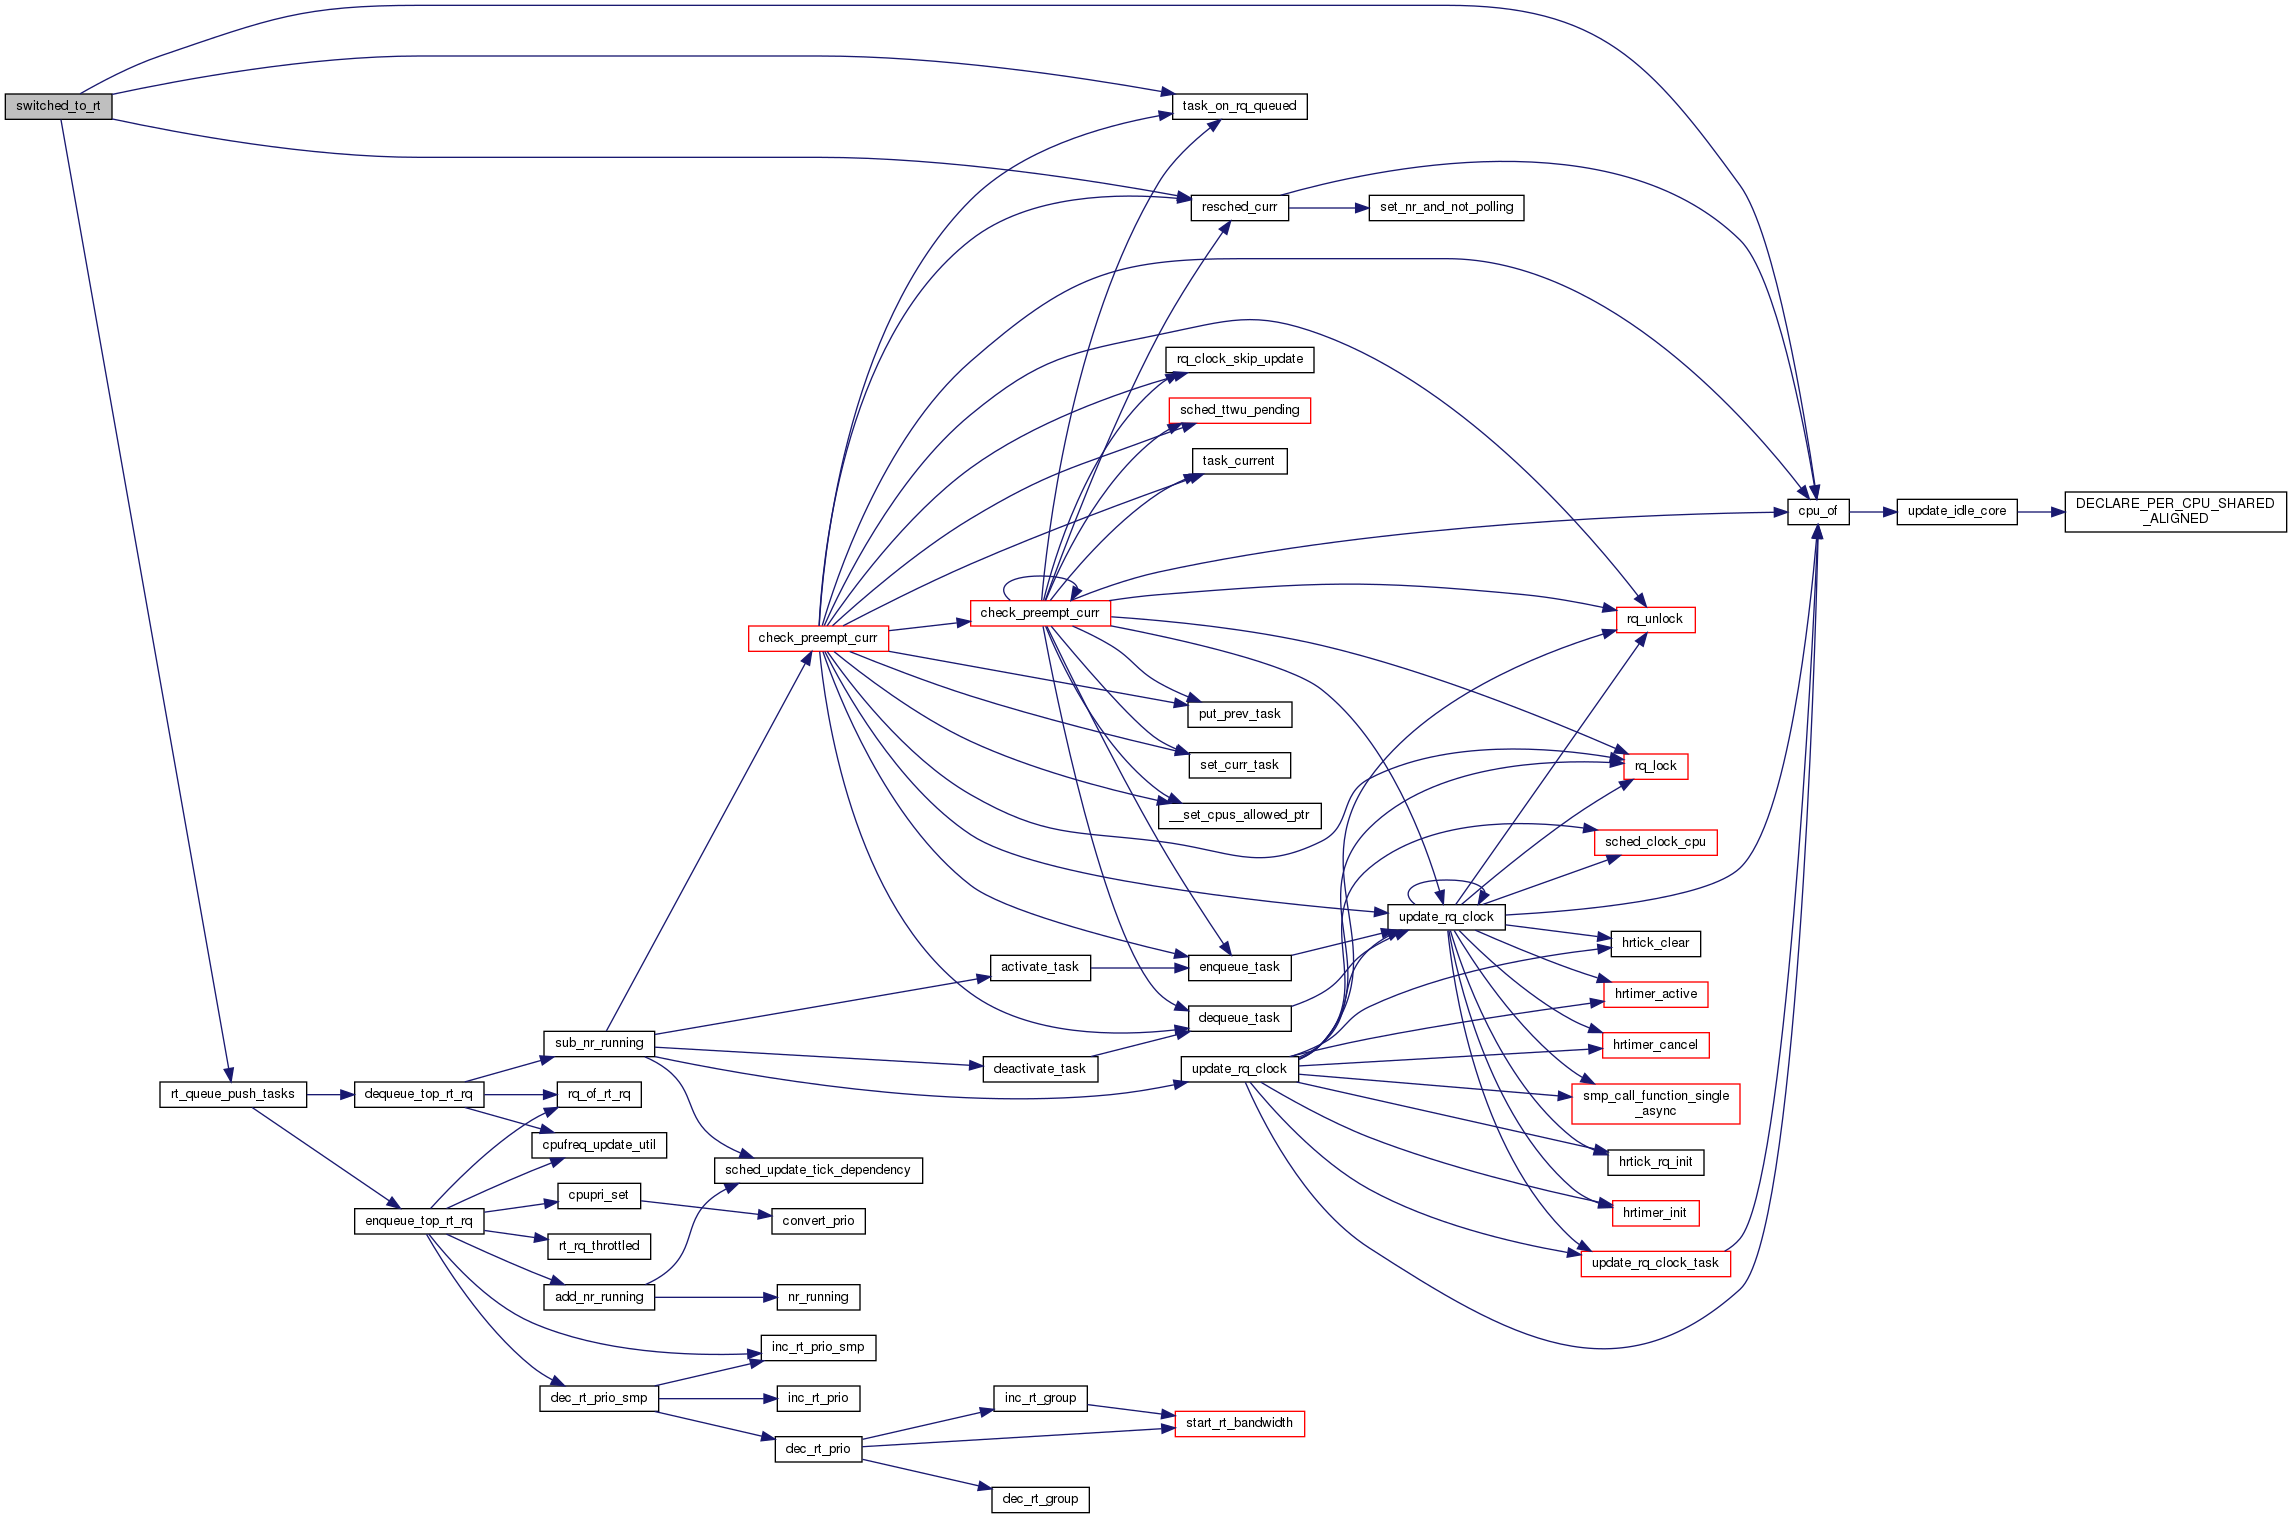 switched_to_rt
task_on_rq_queued
resched_curr
set_nr_and_not_polling
rq_clock_skip_update
sched_ttwu_pending
task_current
cpu_of
update_idle_core
DECLARE_PER_CPU_SHARED
_ALIGNED
check_preempt_curr
check_preempt_curr
rq_unlock
put_prev_task
set_curr_task
rq_lock
__set_cpus_allowed_ptr
sched_clock_cpu
update_rq_clock
hrtick_clear
activate_task
enqueue_task
hrtimer_active
dequeue_task
sub_nr_running
hrtimer_cancel
deactivate_task
update_rq_clock
rt_queue_push_tasks
dequeue_top_rt_rq
rq_of_rt_rq
smp_call_function_single
_async
cpufreq_update_util
sched_update_tick_dependency
hrtick_rq_init
cpupri_set
convert_prio
hrtimer_init
enqueue_top_rt_rq
rt_rq_throttled
update_rq_clock_task
add_nr_running
nr_running
inc_rt_prio_smp
dec_rt_prio_smp
inc_rt_prio
inc_rt_group
start_rt_bandwidth
dec_rt_prio
dec_rt_group